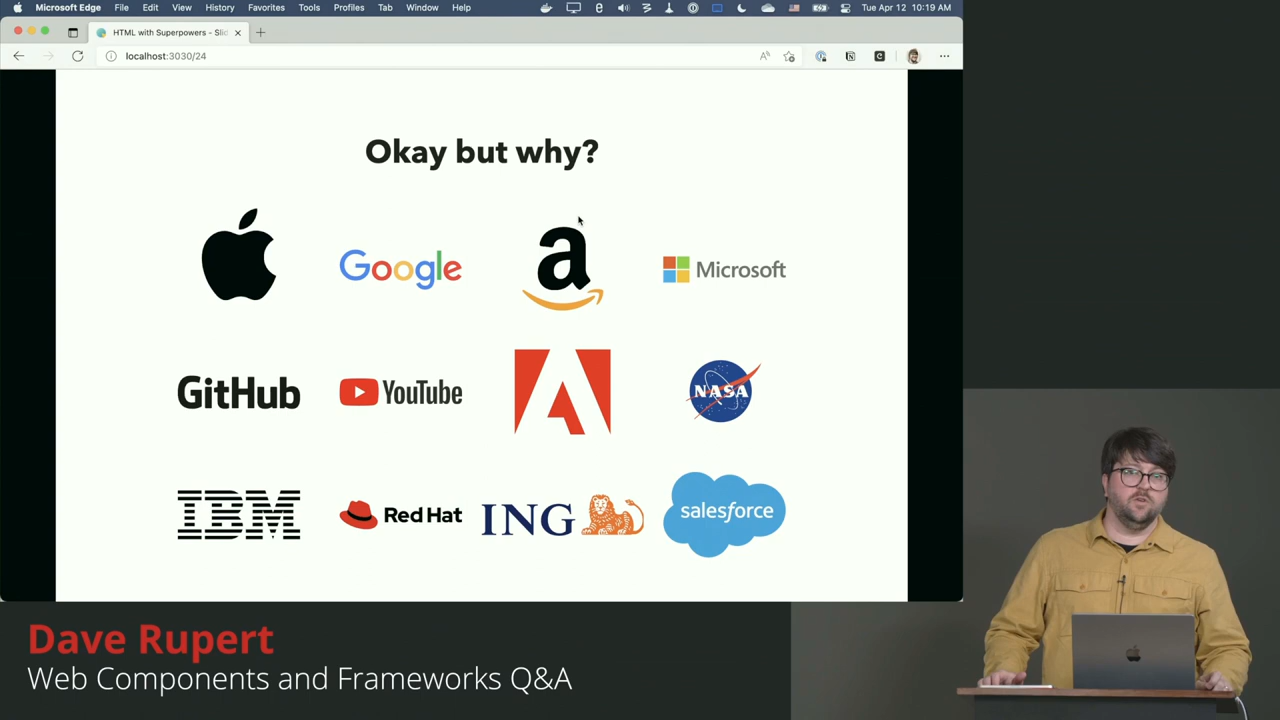 Microsoft Edge File Edit View History Favorites Tools Profiles Tab Window Help Tue Apr 12 10:19 AM
HTML with Superpowers - Slid
localhost:3030/24
Okay but why?
Google
a
Microsoft
GitHub
YouTube
NASA
IBM
Red Hat
ING
salesforce
Dave Rupert
Web Components and Frameworks Q&A